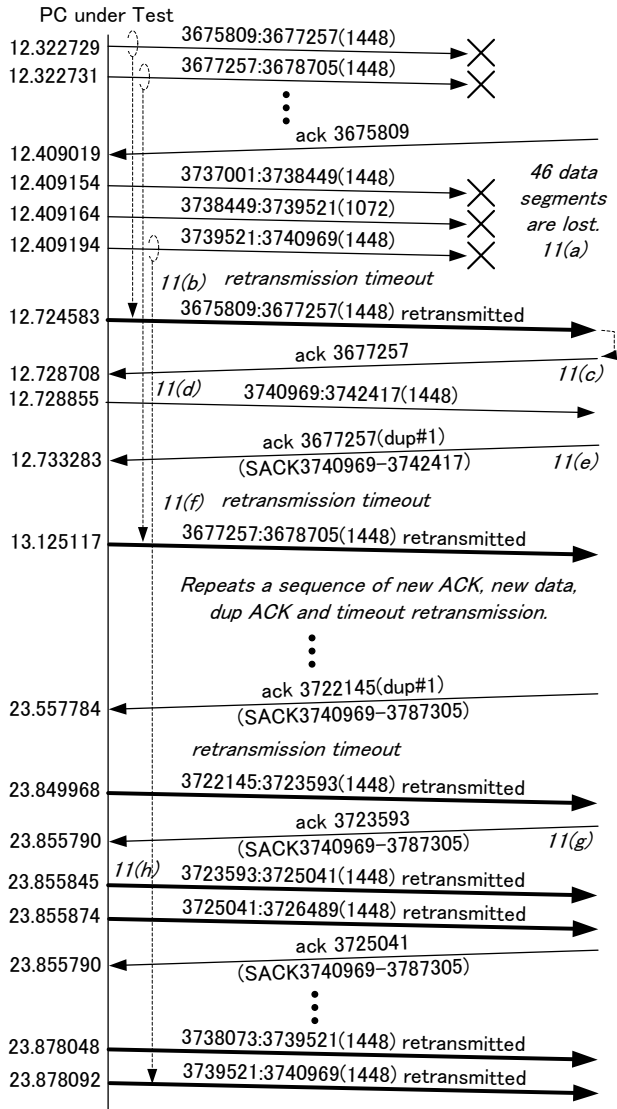 PC under Test
12.322729 3675809:3677257(1448)
12.322731 3677257:3678705(1448)
ack 3675809
12.409019
12.409154 3737001:3738449(1448)
12.409164 3738449:3739521(1072)
12.409194 3739521:3740969(1448)
46 data
segments
are lost.
11(a)
11(b) retransmission timeout
12.724583 3675809:3677257(1448) retransmitted
ack 3677257
12.728708
11(c)
11(d)
12.728855 3740969:3742417(1448)
ack 3677257(dup#1)
12.733283 (SACK3740969-3742417)
11(e)
11(f) retransmission timeout
13.125117 3677257:3678705(1448) retransmitted
Repeats a sequence of new ACK, new data,
dup ACK and timeout retransmission.
ack 3722145(dup#1)
23.557784 (SACK3740969-3787305)
retransmission timeout
23.849968 3722145:3723593(1448) retransmitted
ack 3723593
23.855790 (SACK3740969-3787305)
11(g)
11(h)
23.855845 3723593:3725041(1448) retransmitted
23.855874 3725041:3726489(1448) retransmitted
ack 3725041
23.855790 (SACK3740969-3787305)
23.878048 3738073:3739521(1448) retransmitted
23.878092 3739521:3740969(1448) retransmitted